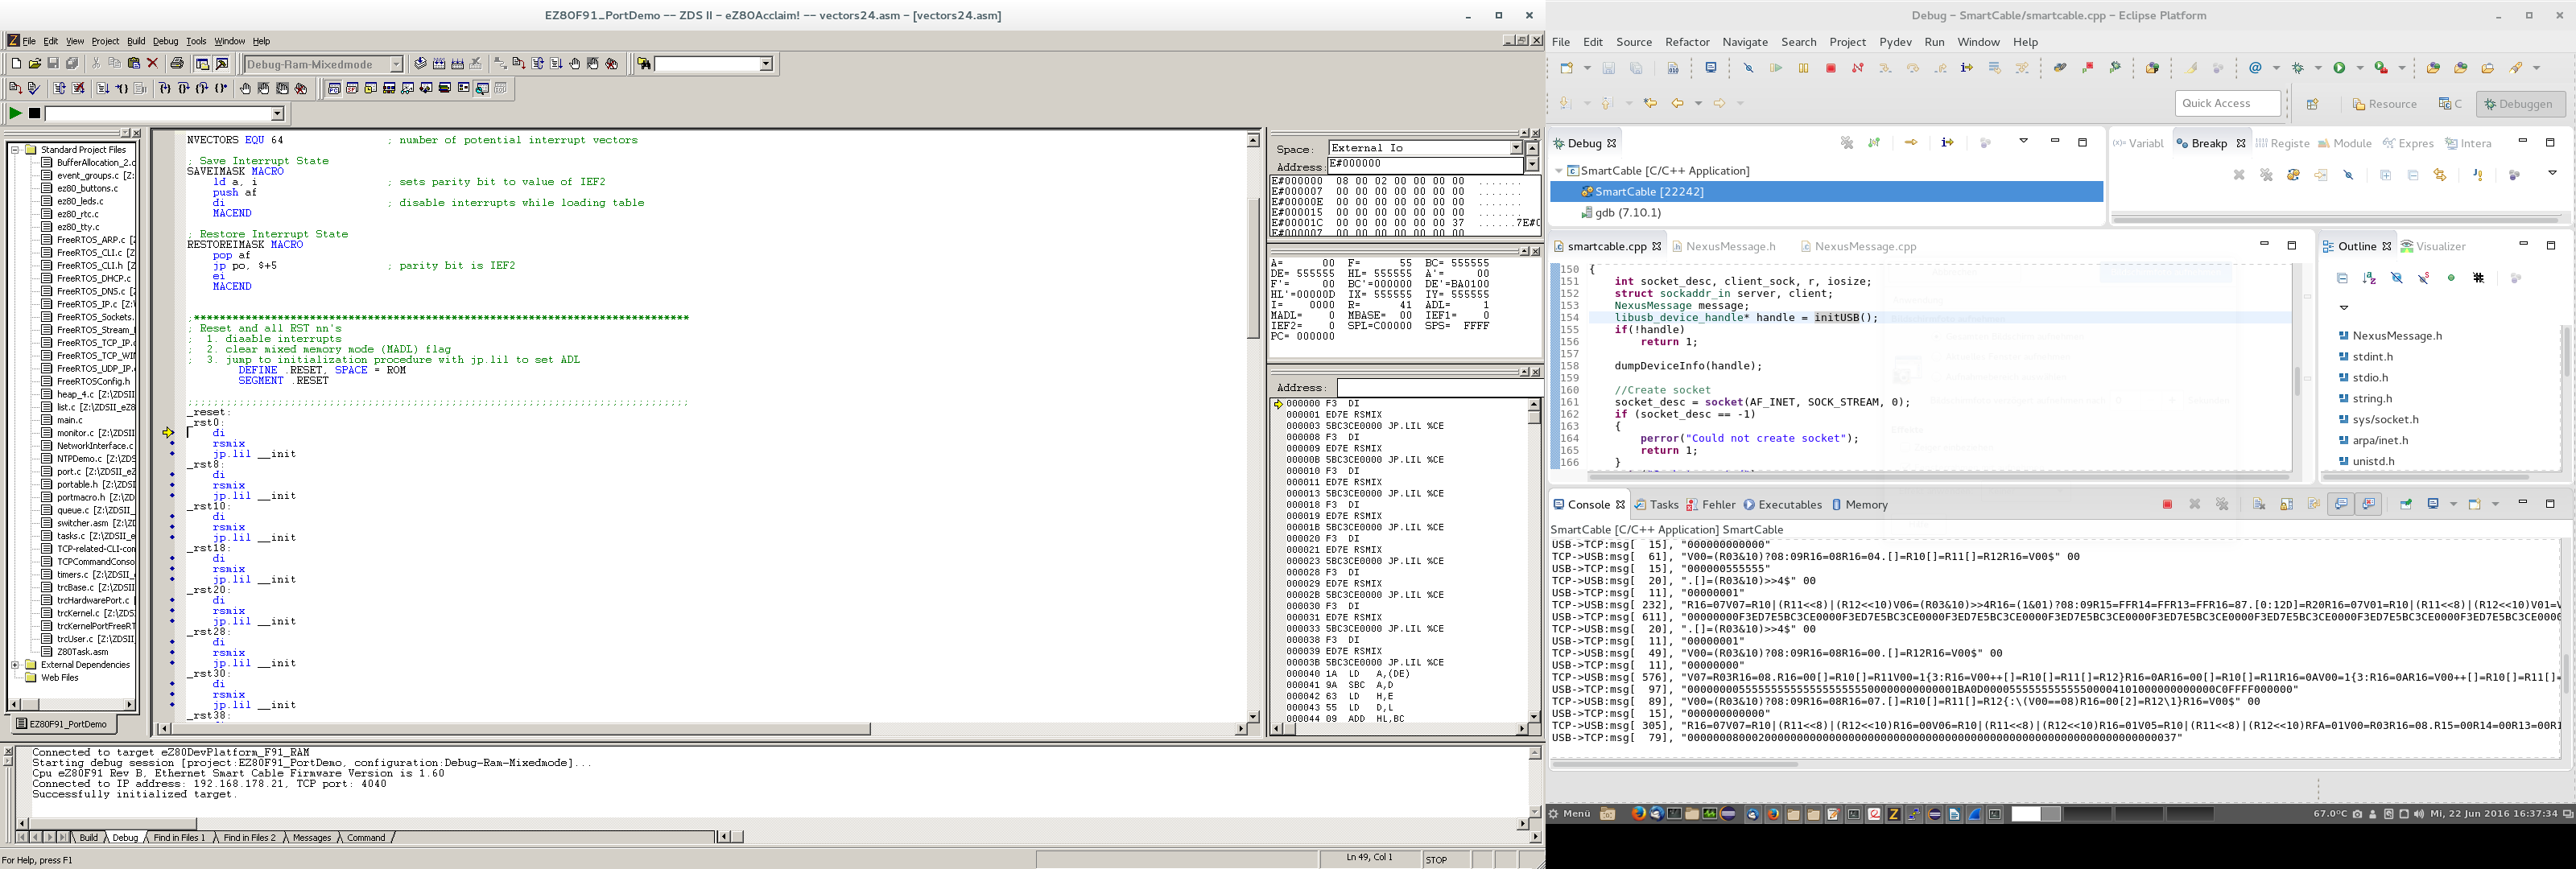 EZ80F91_PortDemo -- ZDS II - eZ80Acclaim! -- vectors24.asm - [vectors24.asm]
File Edit View Project Build Debug Tools Window Help
Debug-Ram-Mixedmode
Standard Project Files
BufferAllocation_2.c
event_groups.c [Z:
ez80_buttons.c
ez80_leds.c
ez80_rtc.c
ez80_tty.c
FreeRTOS_ARP.c [Z
FreeRTOS_CLI.c [Z:
FreeRTOS_CLI.h [Z:
FreeRTOS_DHCP.c
FreeRTOS_DNS.c
FreeRTOS_IP.c [Z:\
FreeRTOS_Sockets.
FreeRTOS_Stream_
FreeRTOS_TCP_IP.
FreeRTOS_TCP_WIN
FreeRTOS_UDP_IP.
FreeRTOSConfig.h
heap_4.c [Z:\ZDSII
list.c [Z:\ZDSII_eZ8
main.c
monitor.c [Z:\ZDSII
NetworkInterface.c
NTPDemo.c [Z:\ZD
port.c [Z:\ZDSII_eZ
portable.h [Z:\ZDS
portmacro.h [Z:\ZD
queue.c [Z:\ZDSII_
switcher.asm [Z:\ZD
tasks.c [Z:\ZDSII_e
TCP-related-CLI-con
TCPCommandConso
timers.c [Z:\ZDSII_e
trcBase.c [Z:\ZDSII_
trcHardwarePort.c [
trcKernel.c [Z:\ZDS
trcKernelPortFreeRT
trcUser.c [Z:\ZDSII
Z80Task.asm
External Dependencies
Web Files
EZ80F91_PortDemo
NVECTORS EQU 64 ; number of potential interrupt vectors
; Save Interrupt State
SAVEIMASK MACRO
ld a, i ; sets parity bit to value of IEF2
push af
di ; disable interrupts while loading table
MACEND
; Restore Interrupt State
RESTOREIMASK MACRO
pop af
jp po, $+5 ; parity bit is IEF2
ei
MACEND
; Reset and all RST nn's
; 1. diaable interrupts
; 2. clear mixed memory mode (MADL) flag
; 3. jump to initialization procedure with jp.lil to set ADL
DEFINE .RESET, SPACE = ROM
SEGMENT .RESET
_reset:
_rst0:
di
rsmix
jp.lil __init
_rst8:
di
rsmix
jp.lil __init
_rst10:
di
rsmix
jp.lil __init
_rst18:
di
rsmix
jp.lil __init
_rst20:
di
rsmix
jp.lil __init
_rst28:
di
rsmix
jp.lil __init
_rst30:
di
rsmix
jp.lil __init
_rst38:
Space: External Io
Address: E#000000
E#000000 08 00 02 00 00 00 00 .......
E#000007 00 00 00 00 00 00 00 .......
E#00000E 00 00 00 00 00 00 00 .......
E#000015 00 00 00 00 00 00 00 .......
E#00001C 00 00 00 00 00 00 37 ......7E#0
A= 00 F= 55 BC= 555555
DE= 555555 HL= 555555 A'= 00
F'= 00 BC'=000000 DE'=BA0100
HL'=00000D IX= 555555 IY= 555555
I= 0000 R= 41 ADL= 1
MADL= 0 MBASE= 00 IEF1= 0
IEF2= 0 SPL=C00000 SPS= FFFF
PC= 000000
Address:
000000 F3 DI
000001 ED7E RSMIX
000003 5BC3CE0000 JP.LIL %CE
000008 F3 DI
000009 ED7E RSMIX
00000B 5BC3CE0000 JP.LIL %CE
000010 F3 DI
000011 ED7E RSMIX
000013 5BC3CE0000 JP.LIL %CE
000018 F3 DI
000019 ED7E RSMIX
00001B 5BC3CE0000 JP.LIL %CE
000020 F3 DI
000021 ED7E RSMIX
000023 5BC3CE0000 JP.LIL %CE
000028 F3 DI
000029 ED7E RSMIX
00002B 5BC3CE0000 JP.LIL %CE
000030 F3 DI
000031 ED7E RSMIX
000033 5BC3CE0000 JP.LIL %CE
000038 F3 DI
000039 ED7E RSMIX
00003B 5BC3CE0000 JP.LIL %CE
000040 1A LD A,(DE)
000041 9A SBC A,D
000042 63 LD H,E
000043 55 LD D,L
000044 09 ADD HL,BC
Connected to target eZ80DevPlatform_F91_RAM
Starting debug session [project:EZ80F91_PortDemo, configuration:Debug-Ram-Mixedmode]...
Cpu eZ80F91 Rev B, Ethernet Smart Cable Firmware Version is 1.60
Connected to IP address: 192.168.178.21, TCP port: 4040
Successfully initialized target.
Build Debug Find in Files 1 Find in Files 2 Messages Command
For Help, press F1
Ln 49, Col 1 STOP
Debug - SmartCable/smartcable.cpp - Eclipse Platform
File Edit Source Refactor Navigate Search Project Pydev Run Window Help
Quick Access Resource C Debuggen
Debug
SmartCable [C/C++ Application]
SmartCable [22242]
gdb (7.10.1)
Variabl Breakp Registe Module Expres Intera
smartcable.cpp NexusMessage.h NexusMessage.cpp
150 {
151 int socket_desc, client_sock, r, iosize;
152 struct sockaddr_in server, client;
153 NexusMessage message;
154 libusb_device_handle* handle = initUSB();
155 if(!handle)
156 return 1;
157
158 dumpDeviceInfo(handle);
159
160 //Create socket
161 socket_desc = socket(AF_INET, SOCK_STREAM, 0);
162 if (socket_desc == -1)
163 {
164 perror("Could not create socket");
165 return 1;
166 }
Outline Visualizer
NexusMessage.h
stdint.h
stdio.h
string.h
sys/socket.h
arpa/inet.h
unistd.h
Console Tasks Fehler Executables Memory
SmartCable [C/C++ Application] SmartCable
USB->TCP:msg[ 15], "000000000000"
TCP->USB:msg[ 61], "V00=(R03&10)?08:09R16=08R16=04.[]=R10[]=R11[]=R12R16=V00$" 00
USB->TCP:msg[ 15], "000000555555"
TCP->USB:msg[ 20], ".[]=(R03&10)>>4$" 00
USB->TCP:msg[ 11], "00000001"
TCP->USB:msg[ 232], "R16=07V07=R10|(R11<<8)|(R12<<10)V06=(R03&10)>>4R16=(1&01)?08:09R15=FFR14=FFR13=FFR16=87.[0:12D]=R20R16=07V01=R10|(R11<<8)|(R12<<10)V01=V
USB->TCP:msg[ 611], "00000000F3ED7E5BC3CE0000F3ED7E5BC3CE0000F3ED7E5BC3CE0000F3ED7E5BC3CE0000F3ED7E5BC3CE0000F3ED7E5BC3CE0000F3ED7E5BC3CE0000F3ED7E5BC3CE0000
TCP->USB:msg[ 20], ".[]=(R03&10)>>4$" 00
USB->TCP:msg[ 11], "00000001"
TCP->USB:msg[ 49], "V00=(R03&10)?08:09R16=08R16=00.[]=R12R16=V00$" 00
USB->TCP:msg[ 11], "00000000"
TCP->USB:msg[ 576], "V07=R03R16=08.R16=00[]=R10[]=R11V00=1{3:R16=V00++[]=R10[]=R11[]=R12}R16=0AR16=00[]=R10[]=R11R16=0AV00=1{3:R16=0AR16=V00++[]=R10[]=R11[]=
TCP->USB:msg[ 89], "V00=(R03&10)?08:09R16=08R16=07.[]=R10[]=R11[]=R12{:\(V00==08)R16=00[2]=R12\}R16=V00$" 00
USB->TCP:msg[ 15], "000000000000"
TCP->USB:msg[ 305], "R16=07V07=R10|(R11<<8)|(R12<<10)R16=00V06=R10|(R11<<8)|(R12<<10)R16=01V05=R10|(R11<<8)|(R12<<10)RFA=01V00=R03R16=08.R15=00R14=00R13=00R1
Menü
67.0°C Mi, 22 Jun 2016 16:37:34